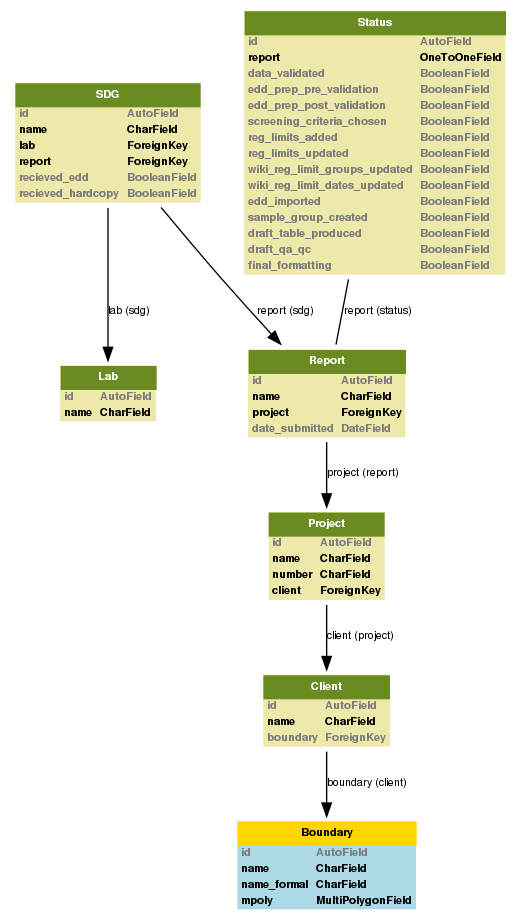 Status
id AutoField
report OneToOneField
data_validated BooleanField
edd_prep_pre_validation BooleanField
edd_prep_post_validation BooleanField
screening_criteria_chosen BooleanField
reg_limits_added BooleanField
reg_limits_updated BooleanField
wiki_reg_limit_groups_updated BooleanField
wiki_reg_limit_dates_updated BooleanField
edd_imported BooleanField
sample_group_created BooleanField
draft_table_produced BooleanField
draft_qa_qc BooleanField
final_formatting BooleanField
SDG
id AutoField
name CharField
lab ForeignKey
report ForeignKey
recieved_edd BooleanField
recieved_hardcopy BooleanField
lab (sdg)
report (sdg)
report (status)
Lab
id AutoField
name CharField
Report
id AutoField
name CharField
project ForeignKey
date_submitted DateField
project (report)
Project
id AutoField
name CharField
number CharField
client ForeignKey
client (project)
Client
id AutoField
name CharField
boundary ForeignKey
boundary (client)
Boundary
id AutoField
name CharField
name_formal CharField
mpoly MultiPolygonField